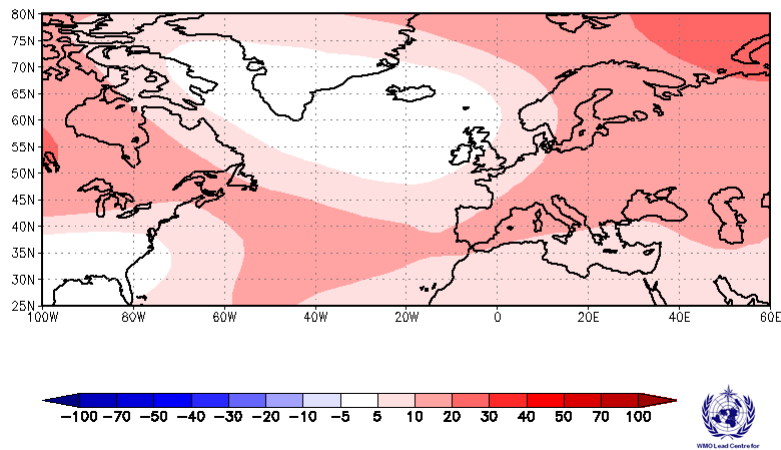 80N
75N
70N
65N
60N
55N
50N
45N
40N
35N
30N
25N
100W 80W 60W 40W 20W 0 20E 40E 60E
−100 −70 −50 −40 −30 −20 −10 −5 5 10 20 30 40 50 70 100
WMO Lead Centre for